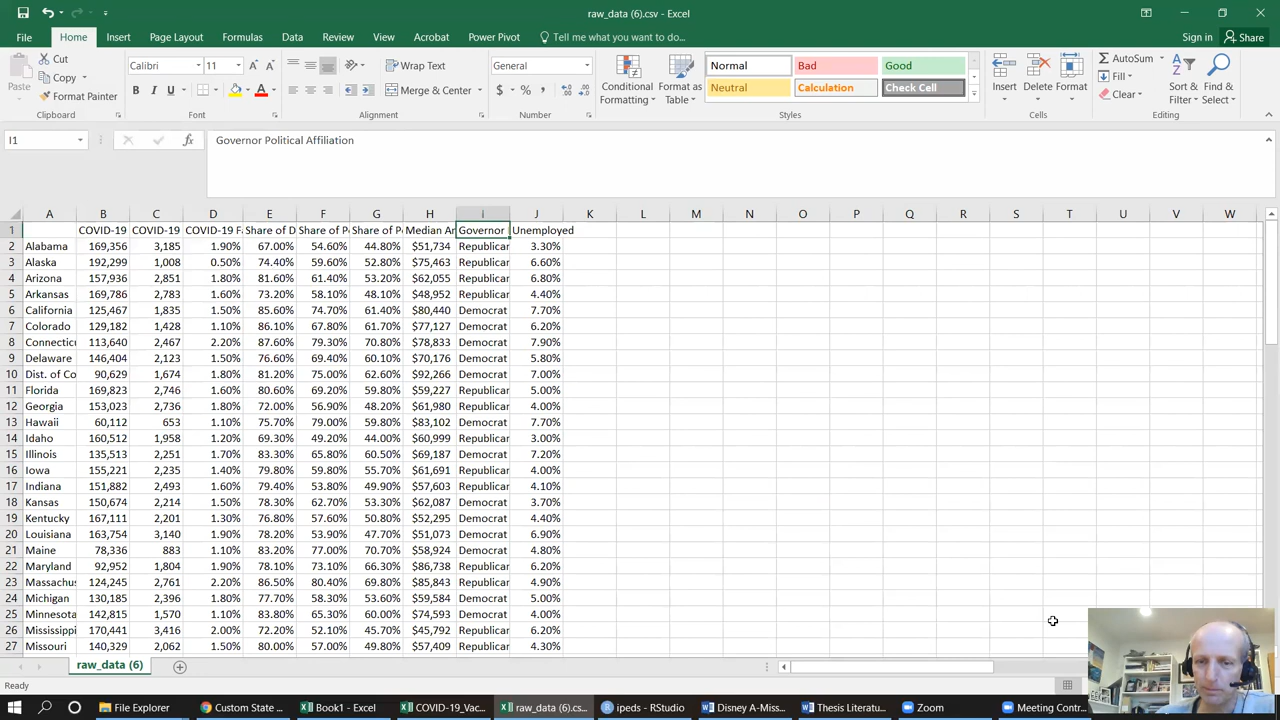 raw_data (6).csv - Excel
File Home Insert Page Layout Formulas Data Review View Acrobat Power Pivot Tell me what you want to do... Sign in Share
Paste
Cut
Copy
Format Painter
Clipboard
Calibri 11
B I U
Font
Wrap Text
Merge & Center
Alignment
General
$ % ,
Number
Conditional Formatting
Format as Table
Normal Bad Good
Neutral Calculation Check Cell
Styles
Insert Delete Format
Cells
AutoSum
Fill
Clear
Sort & Filter
Find & Select
Editing
I1 fx Governor Political Affiliation
A B C D E F G H I J K L M N O P Q R S T U V W
1 COVID-19 COVID-19 COVID-19 Fa Share of D Share of Pe Share of Pe Median An Governor Unemployed
2 Alabama 169,356 3,185 1.90% 67.00% 54.60% 44.80% $51,734 Republican 3.30%
3 Alaska 192,299 1,008 0.50% 74.40% 59.60% 52.80% $75,463 Republican 6.60%
4 Arizona 157,936 2,851 1.80% 81.60% 61.40% 53.20% $62,055 Republican 6.80%
5 Arkansas 169,786 2,783 1.60% 73.20% 58.10% 48.10% $48,952 Republican 4.40%
6 California 125,467 1,835 1.50% 85.60% 74.70% 61.40% $80,440 Democrat 7.70%
7 Colorado 129,182 1,428 1.10% 86.10% 67.80% 61.70% $77,127 Democrat 6.20%
8 Connecticu 113,640 2,467 2.20% 87.60% 79.30% 70.80% $78,833 Democrat 7.90%
9 Delaware 146,404 2,123 1.50% 76.60% 69.40% 60.10% $70,176 Democrat 5.80%
10 Dist. of Co 90,629 1,674 1.80% 81.20% 75.00% 62.60% $92,266 Democrat 7.00%
11 Florida 169,823 2,746 1.60% 80.60% 69.20% 59.80% $59,227 Republican 5.00%
12 Georgia 153,023 2,736 1.80% 72.00% 56.90% 48.20% $61,980 Republican 4.00%
13 Hawaii 60,112 653 1.10% 75.70% 79.00% 59.80% $83,102 Democrat 7.70%
14 Idaho 160,512 1,958 1.20% 69.30% 49.20% 44.00% $60,999 Republican 3.00%
15 Illinois 135,513 2,251 1.70% 83.30% 65.80% 60.50% $69,187 Democrat 7.20%
16 Iowa 155,221 2,235 1.40% 79.80% 59.80% 55.70% $61,691 Republican 4.00%
17 Indiana 151,882 2,493 1.60% 79.40% 53.80% 49.90% $57,603 Republican 4.10%
18 Kansas 150,674 2,214 1.50% 78.30% 62.70% 53.30% $62,087 Democrat 3.70%
19 Kentucky 167,111 2,201 1.30% 76.80% 57.60% 50.80% $52,295 Democrat 4.40%
20 Louisiana 163,754 3,140 1.90% 78.20% 53.90% 47.70% $51,073 Democrat 6.90%
21 Maine 78,336 883 1.10% 83.20% 77.00% 70.70% $58,924 Democrat 4.80%
22 Maryland 92,952 1,804 1.90% 78.10% 73.10% 66.30% $86,738 Republican 6.20%
23 Massachus 124,245 2,761 2.20% 86.50% 80.40% 69.80% $85,843 Republican 4.90%
24 Michigan 130,185 2,396 1.80% 77.70% 58.30% 53.60% $59,584 Democrat 5.00%
25 Minnesota 142,815 1,570 1.10% 83.80% 65.30% 60.00% $74,593 Democrat 4.00%
26 Mississippi 170,441 3,416 2.00% 72.20% 52.10% 45.70% $45,792 Republican 6.20%
27 Missouri 140,329 2,062 1.50% 80.00% 57.00% 49.80% $57,409 Republican 4.30%
raw_data (6)
Ready
File Explorer Custom State ... Book1 - Excel COVID-19_Vac... raw_data (6).cs... ipeds - RStudio Disney A-Miss... Thesis Literatu... Zoom Meeting Contr...